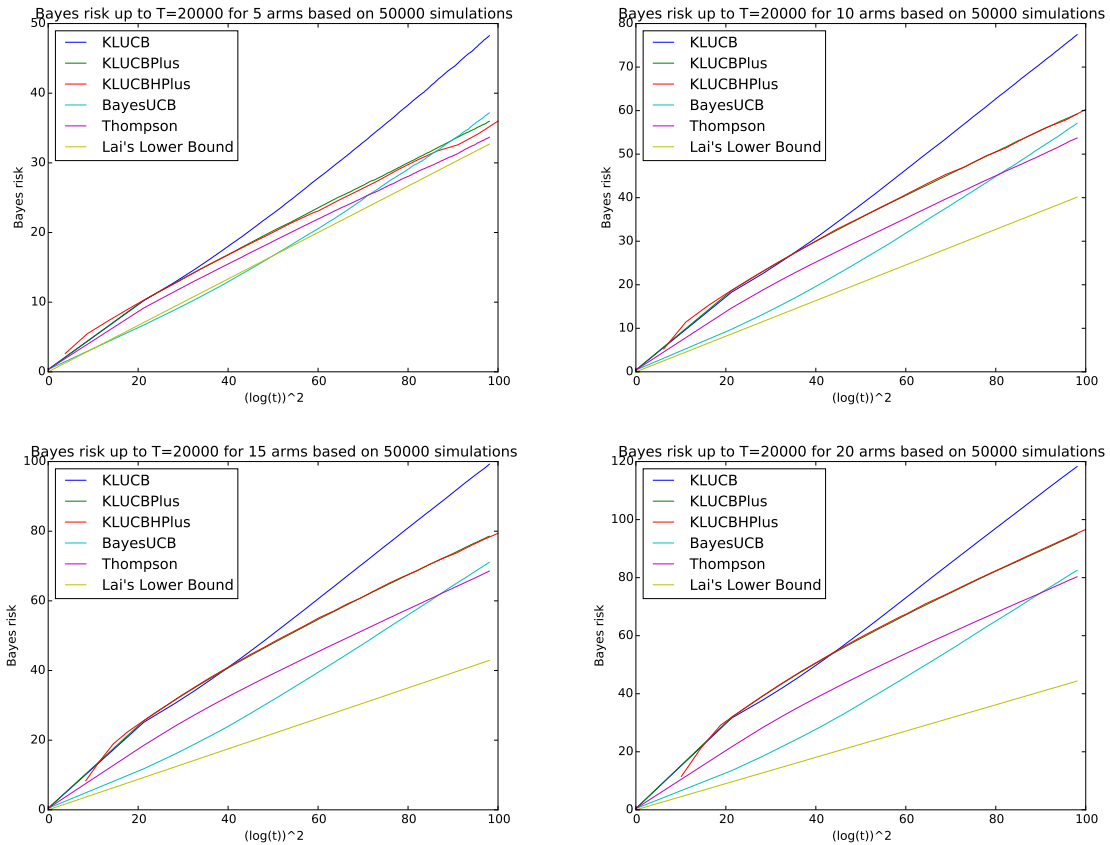 Bayes risk up to T=20000 for 5 arms based on 50000 simulations
50
40
30
20
10
0
Bayes risk
KLUCB
KLUCBPlus
KLUCBHPlus
BayesUCB
Thompson
Lai's Lower Bound
0 20 40 60 80 100
(log(t))^2
Bayes risk up to T=20000 for 10 arms based on 50000 simulations
80
70
60
50
40
30
20
10
0
Bayes risk
KLUCB
KLUCBPlus
KLUCBHPlus
BayesUCB
Thompson
Lai's Lower Bound
0 20 40 60 80 100
(log(t))^2
Bayes risk up to T=20000 for 15 arms based on 50000 simulations
100
80
60
40
20
0
Bayes risk
KLUCB
KLUCBPlus
KLUCBHPlus
BayesUCB
Thompson
Lai's Lower Bound
0 20 40 60 80 100
(log(t))^2
Bayes risk up to T=20000 for 20 arms based on 50000 simulations
120
100
80
60
40
20
0
Bayes risk
KLUCB
KLUCBPlus
KLUCBHPlus
BayesUCB
Thompson
Lai's Lower Bound
0 20 40 60 80 100
(log(t))^2